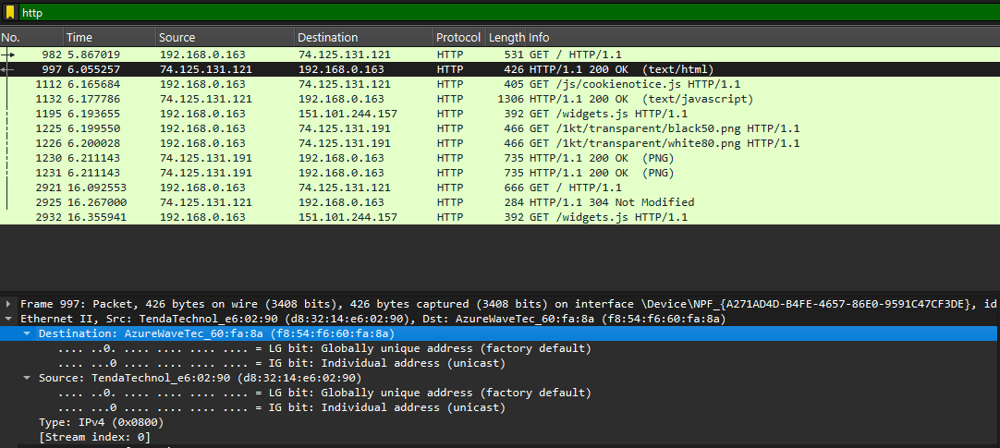 http
No. Time Source Destination Protocol Length Info
982 5.867019 192.168.0.163 74.125.131.121 HTTP 531 GET / HTTP/1.1
997 6.055257 74.125.131.121 192.168.0.163 HTTP 426 HTTP/1.1 200 OK (text/html)
1112 6.165684 192.168.0.163 74.125.131.121 HTTP 405 GET /js/cookienotice.js HTTP/1.1
1132 6.177786 74.125.131.121 192.168.0.163 HTTP 1306 HTTP/1.1 200 OK (text/javascript)
1195 6.193655 192.168.0.163 151.101.244.157 HTTP 392 GET /widgets.js HTTP/1.1
1225 6.199550 192.168.0.163 74.125.131.191 HTTP 466 GET /1kt/transparent/black50.png HTTP/1.1
1226 6.200028 192.168.0.163 74.125.131.191 HTTP 466 GET /1kt/transparent/white80.png HTTP/1.1
1230 6.211143 74.125.131.191 192.168.0.163 HTTP 735 HTTP/1.1 200 OK (PNG)
1231 6.211143 74.125.131.191 192.168.0.163 HTTP 735 HTTP/1.1 200 OK (PNG)
2921 16.092553 192.168.0.163 74.125.131.121 HTTP 666 GET / HTTP/1.1
2925 16.267000 74.125.131.121 192.168.0.163 HTTP 284 HTTP/1.1 304 Not Modified
2932 16.355941 192.168.0.163 151.101.244.157 HTTP 392 GET /widgets.js HTTP/1.1
Frame 997: Packet, 426 bytes on wire (3408 bits), 426 bytes captured (3408 bits) on interface \Device\NPF_{A271AD4D-B4FE-4657-86E0-9591C47CF3DE}, id
Ethernet II, Src: TendaTechnol_e6:02:90 (d8:32:14:e6:02:90), Dst: AzureWaveTec_60:fa:8a (f8:54:f6:60:fa:8a)
Destination: AzureWaveTec_60:fa:8a (f8:54:f6:60:fa:8a)
.... ..0. .... .... .... .... = LG bit: Globally unique address (factory default)
.... ...0 .... .... .... .... = IG bit: Individual address (unicast)
Source: TendaTechnol_e6:02:90 (d8:32:14:e6:02:90)
.... ..0. .... .... .... .... = LG bit: Globally unique address (factory default)
.... ...0 .... .... .... .... = IG bit: Individual address (unicast)
Type: IPv4 (0x0800)
[Stream index: 0]